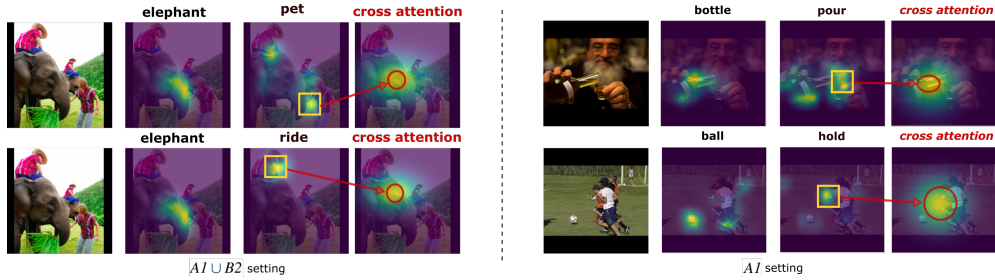 elephant pet cross attention
elephant ride cross attention
A1 ∪ B2 setting
bottle pour cross attention
ball hold cross attention
A1 setting